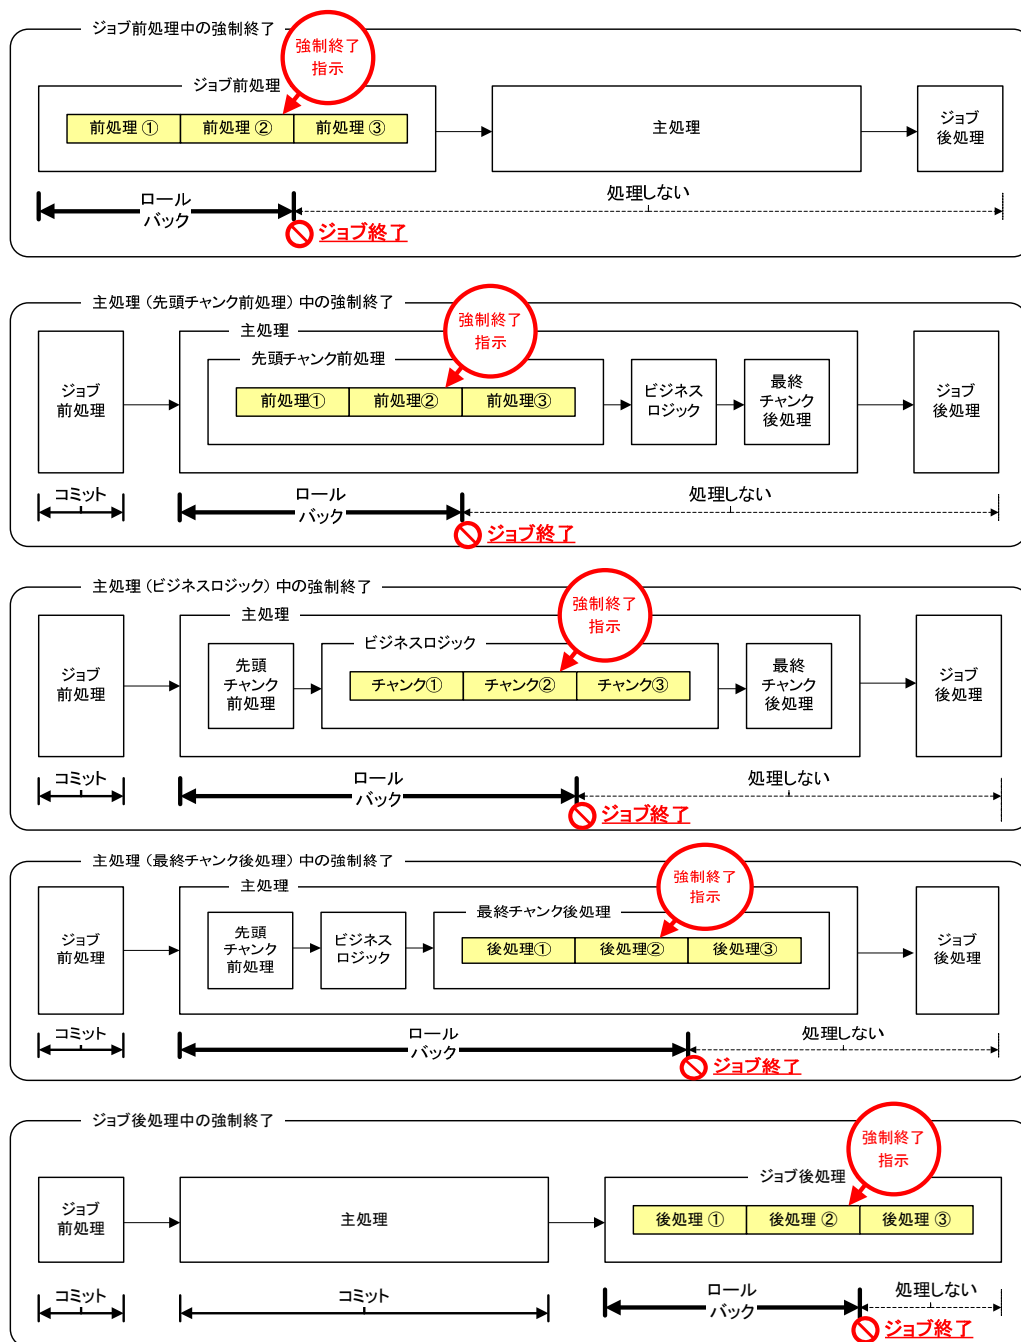 ジョブ前処理中の強制終了
強制終了
指示
ジョブ前処理
前処理 ①
前処理 ②
前処理 ③
主処理
ジョブ
後処理
ロール
バック
処理しない
ジョブ終了
主処理（先頭チャンク前処理）中の強制終了
強制終了
指示
主処理
先頭チャンク前処理
ジョブ
前処理
前処理①
前処理②
前処理③
ビジネス
ロジック
最終
チャンク
後処理
ジョブ
後処理
コミット
ロール
バック
処理しない
ジョブ終了
主処理（ビジネスロジック）中の強制終了
強制終了
指示
主処理
ビジネスロジック
ジョブ
前処理
先頭
チャンク
前処理
チャンク①
チャンク②
チャンク③
最終
チャンク
後処理
ジョブ
後処理
コミット
ロール
バック
処理しない
ジョブ終了
主処理（最終チャンク後処理）中の強制終了
強制終了
指示
主処理
最終チャンク後処理
ジョブ
前処理
先頭
チャンク
前処理
ビジネス
ロジック
後処理①
後処理②
後処理③
ジョブ
後処理
コミット
ロール
バック
処理しない
ジョブ終了
ジョブ後処理中の強制終了
強制終了
指示
ジョブ後処理
ジョブ
前処理
主処理
後処理 ①
後処理 ②
後処理 ③
コミット
コミット
ロール
バック
処理しない
ジョブ終了